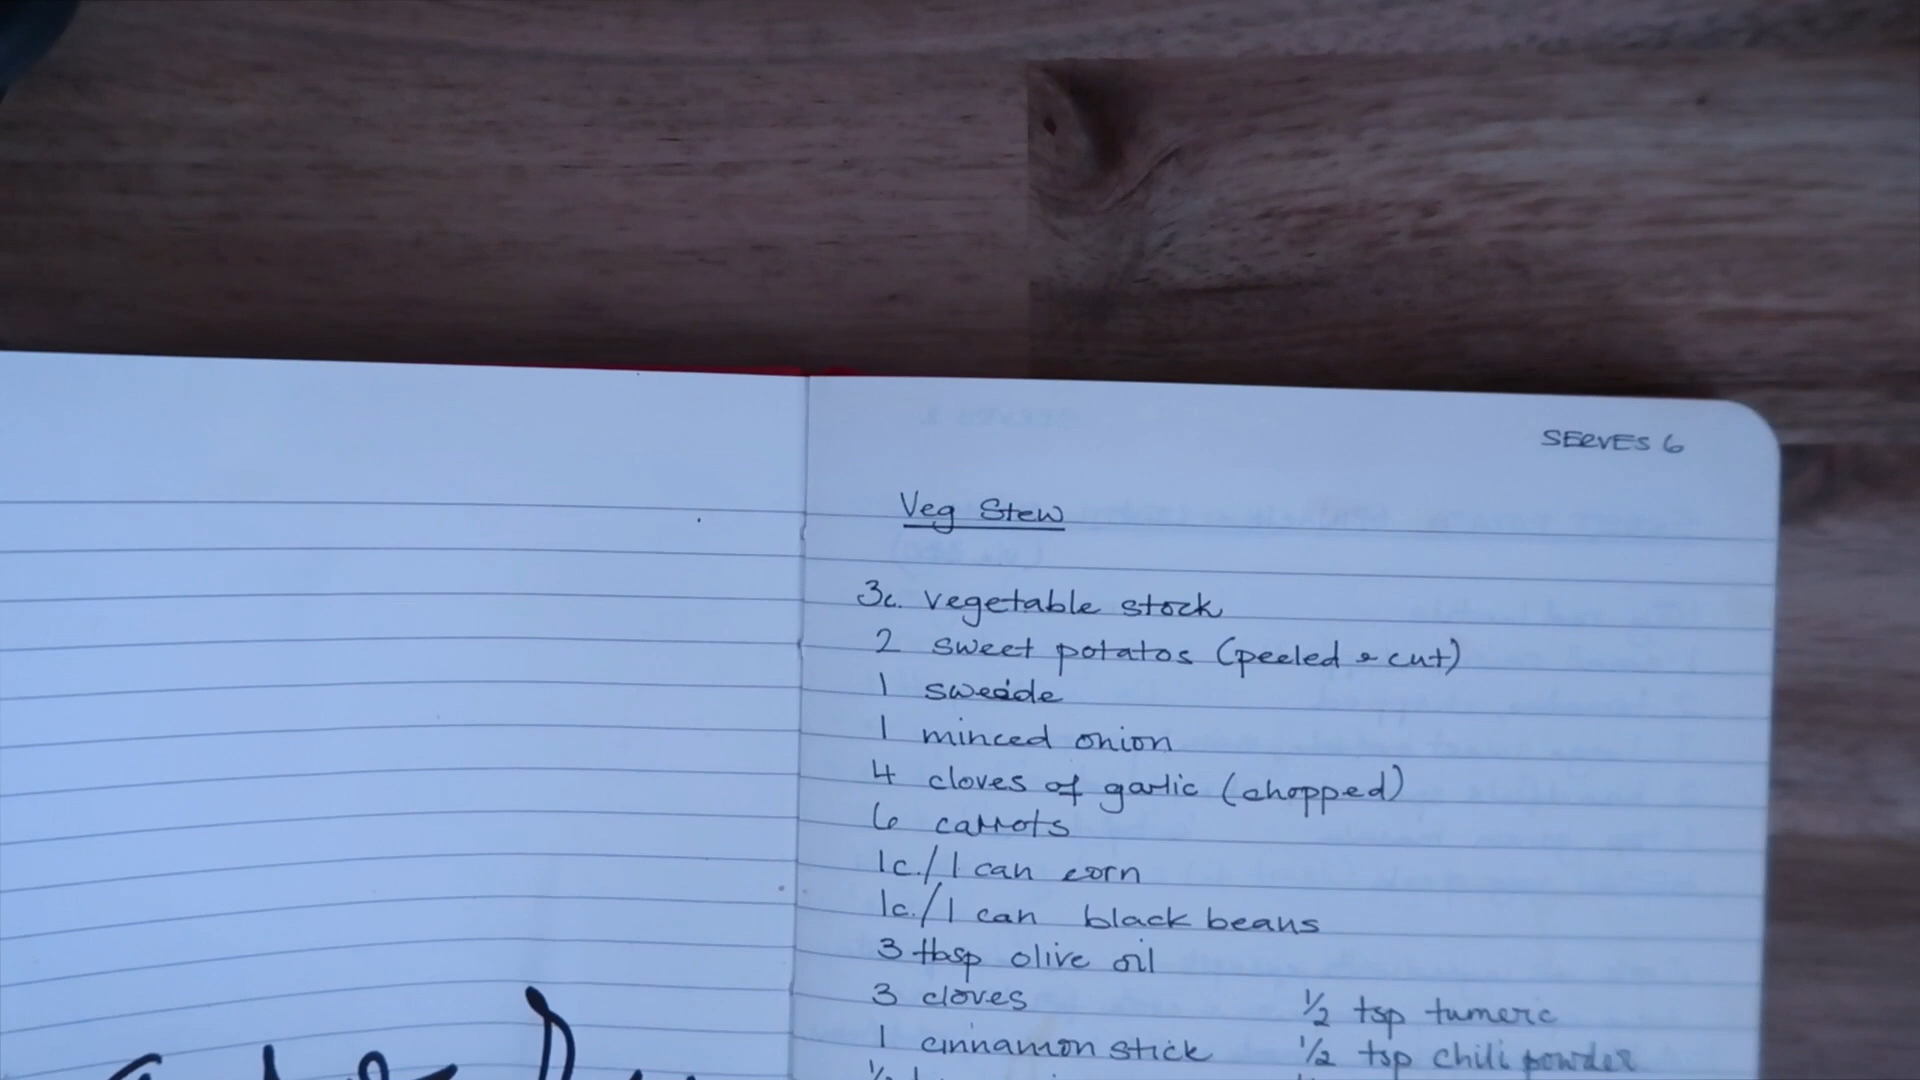 SERVES 6
Veg Stew
3c. vegetable stock
2 sweet potatos (peeled & cut)
1 sweade
1 minced onion
4 cloves of garlic (chopped)
6 carrots
1c./1 can corn
1c./1 can black beans
3 tbsp olive oil
3 cloves 1/2 tsp tumeric
1 cinnamon stick 1/2 tsp chili powder